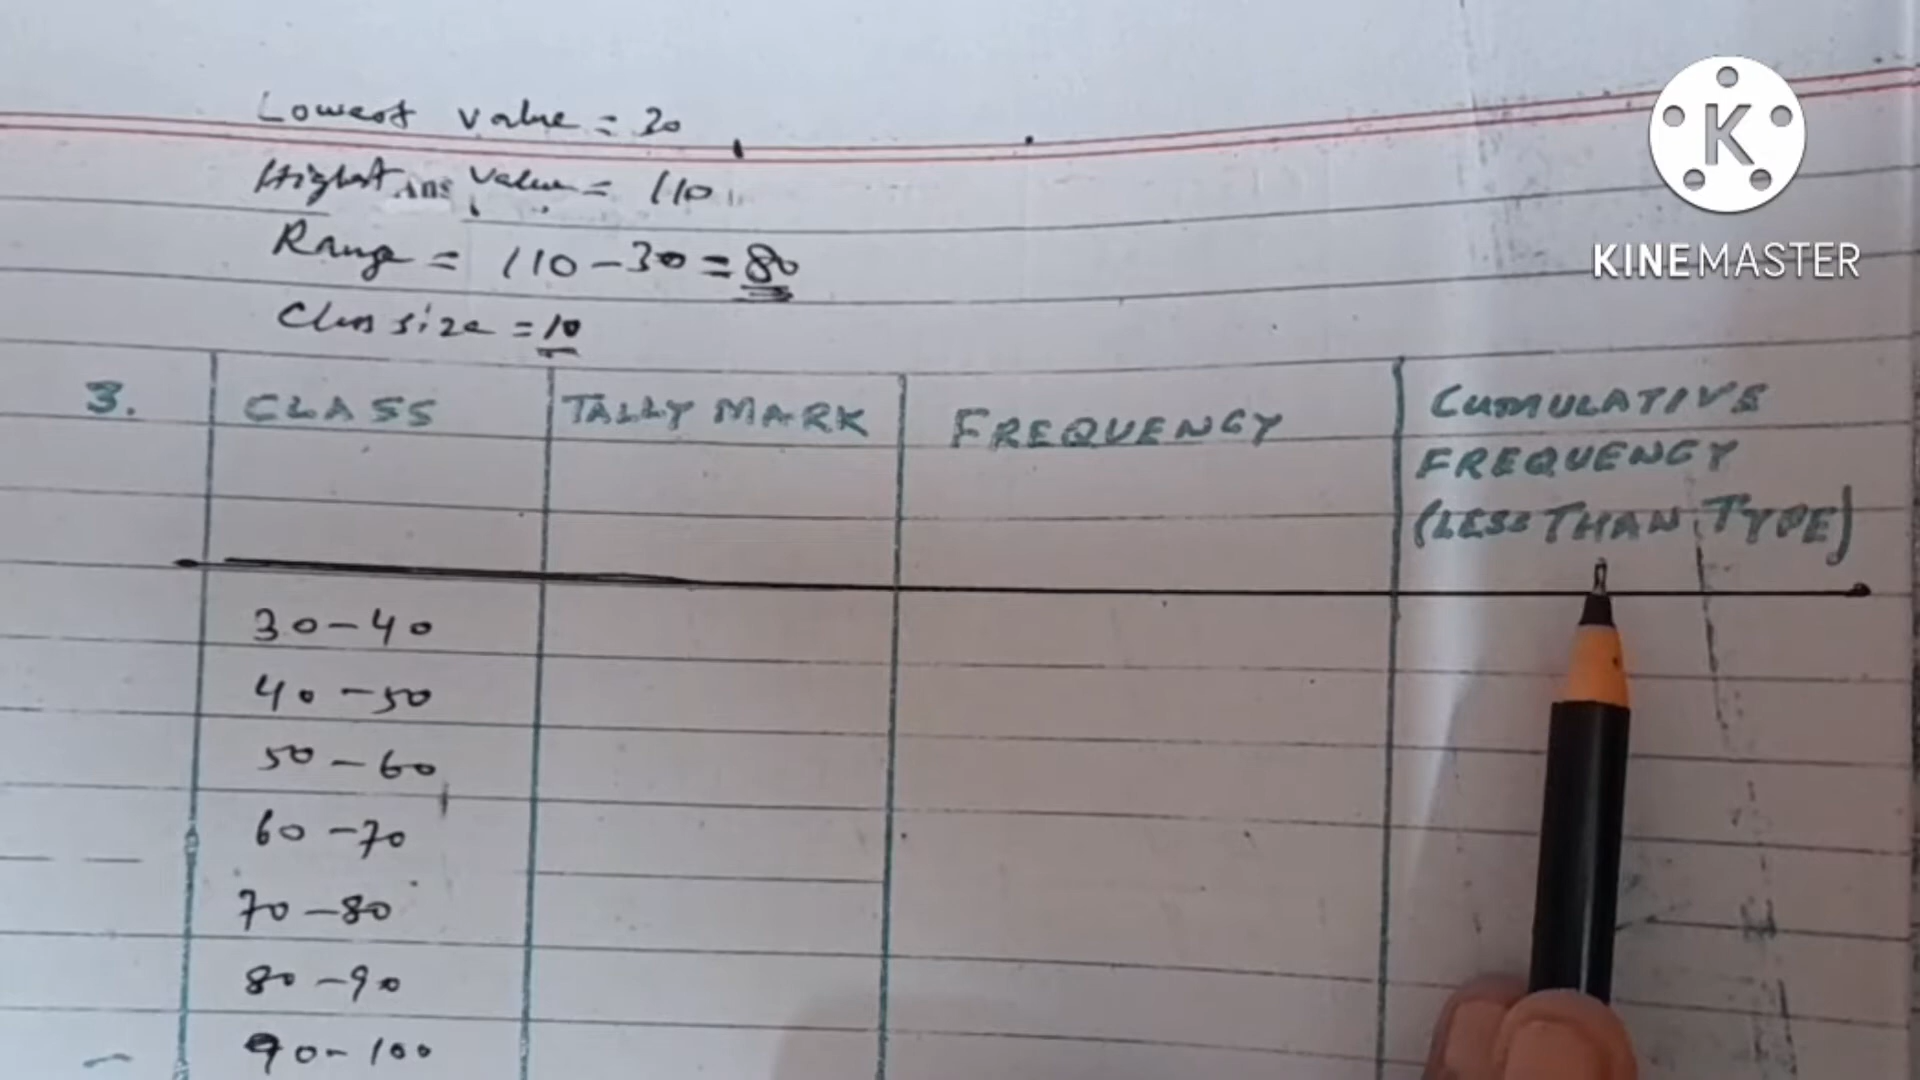 Lowest value = 30
Highest value = 110
Ans
Range = 110 - 30 = 80
Class size = 10
3. CLASS TALLY MARK FREQUENCY CUMULATIVE FREQUENCY (LESS THAN TYPE)
30-40
40-50
50-60
60-70
70-80
80-90
90-100
KINEMASTER